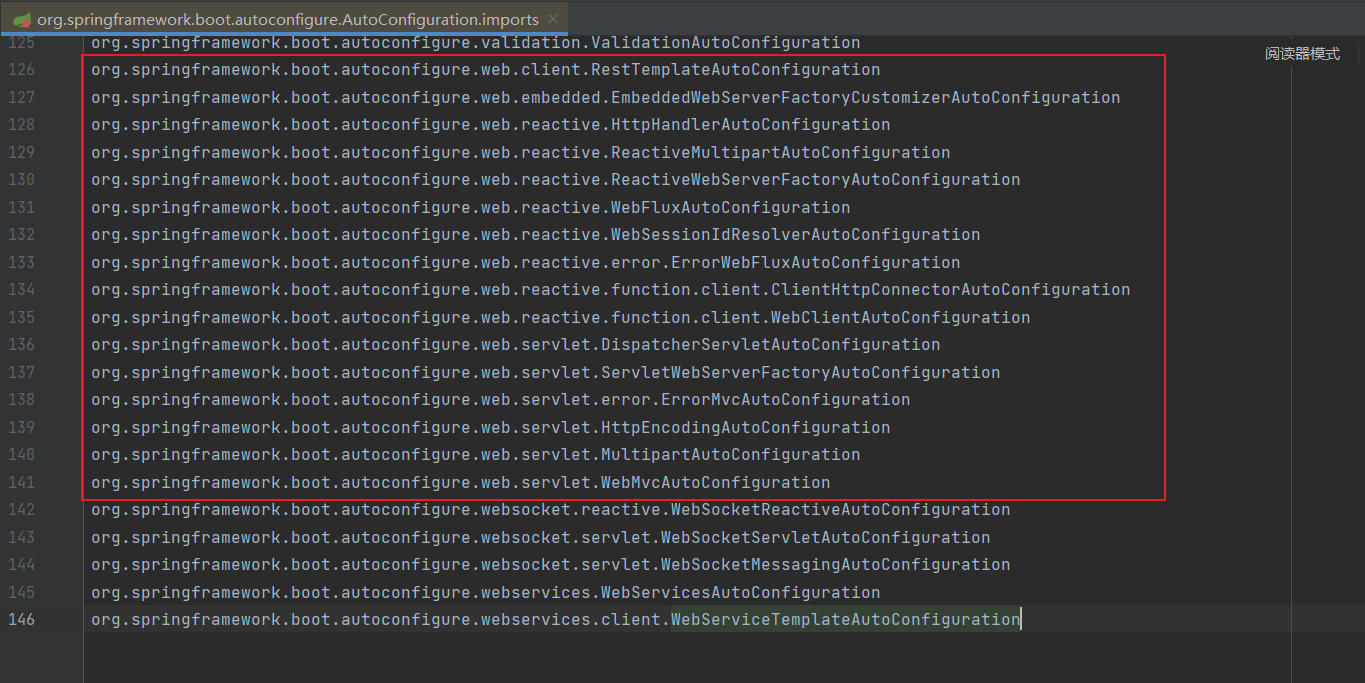 org.springframework.boot.autoconfigure.AutoConfiguration.imports
125 org.springframework.boot.autoconfigure.validation.ValidationAutoConfiguration
阅读器模式
126 org.springframework.boot.autoconfigure.web.client.RestTemplateAutoConfiguration
127 org.springframework.boot.autoconfigure.web.embedded.EmbeddedWebServerFactoryCustomizerAutoConfiguration
128 org.springframework.boot.autoconfigure.web.reactive.HttpHandlerAutoConfiguration
129 org.springframework.boot.autoconfigure.web.reactive.ReactiveMultipartAutoConfiguration
130 org.springframework.boot.autoconfigure.web.reactive.ReactiveWebServerFactoryAutoConfiguration
131 org.springframework.boot.autoconfigure.web.reactive.WebFluxAutoConfiguration
132 org.springframework.boot.autoconfigure.web.reactive.WebSessionIdResolverAutoConfiguration
133 org.springframework.boot.autoconfigure.web.reactive.error.ErrorWebFluxAutoConfiguration
134 org.springframework.boot.autoconfigure.web.reactive.function.client.ClientHttpConnectorAutoConfiguration
135 org.springframework.boot.autoconfigure.web.reactive.function.client.WebClientAutoConfiguration
136 org.springframework.boot.autoconfigure.web.servlet.DispatcherServletAutoConfiguration
137 org.springframework.boot.autoconfigure.web.servlet.ServletWebServerFactoryAutoConfiguration
138 org.springframework.boot.autoconfigure.web.servlet.error.ErrorMvcAutoConfiguration
139 org.springframework.boot.autoconfigure.web.servlet.HttpEncodingAutoConfiguration
140 org.springframework.boot.autoconfigure.web.servlet.MultipartAutoConfiguration
141 org.springframework.boot.autoconfigure.web.servlet.WebMvcAutoConfiguration
142 org.springframework.boot.autoconfigure.websocket.reactive.WebSocketReactiveAutoConfiguration
143 org.springframework.boot.autoconfigure.websocket.servlet.WebSocketServletAutoConfiguration
144 org.springframework.boot.autoconfigure.websocket.servlet.WebSocketMessagingAutoConfiguration
145 org.springframework.boot.autoconfigure.webservices.WebServicesAutoConfiguration
146 org.springframework.boot.autoconfigure.webservices.client.WebServiceTemplateAutoConfiguration